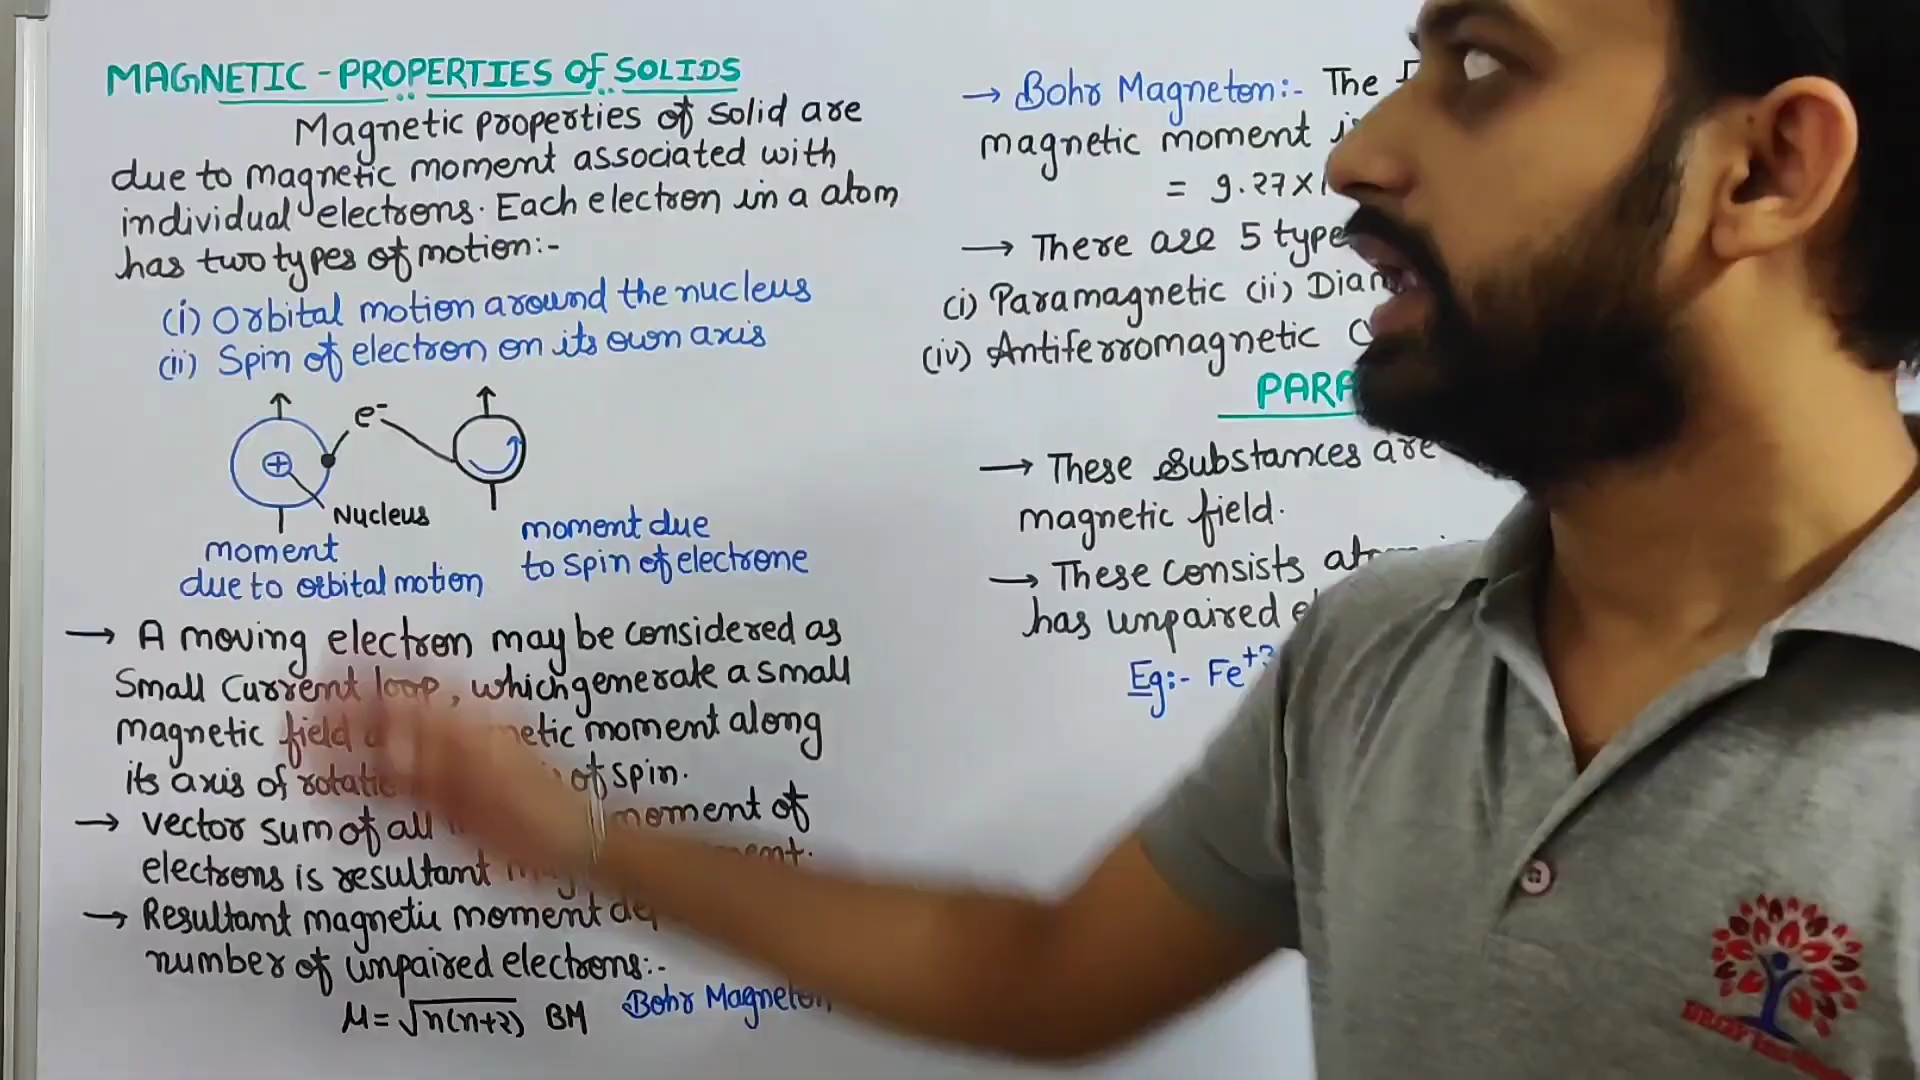 MAGNETIC - PROPERTIES Of SOLIDS
Magnetic properties of solid are
due to magnetic moment associated with
individual electrons. Each electron in a atom
has two types of motion:-
(i) Orbital motion around the nucleus
(ii) Spin of electron on its own axis
e-
+
Nucleus
moment
due to orbital motion
moment due
to spin of electrone
→ A moving electron may be considered as
Small Current loop, which generate a small
magnetic field netic moment along
its axis of rotatio of spin.
→ vector sum of all moment of
electrons is resultant ment.
→ Resultant magnetic moment de
number of unpaired electrons:-
μ = √n(n+2) BM Bohr Magneton
→ Bohr Magneton:- The
magnetic moment
= 9.27 X
→ There are 5 type
(i) Paramagnetic (ii) Diam
(iv) Antiferromagnetic
PARA
→ These Substances are
magnetic field.
→ These consists at
has unpaired e
Eg:- Fe+3